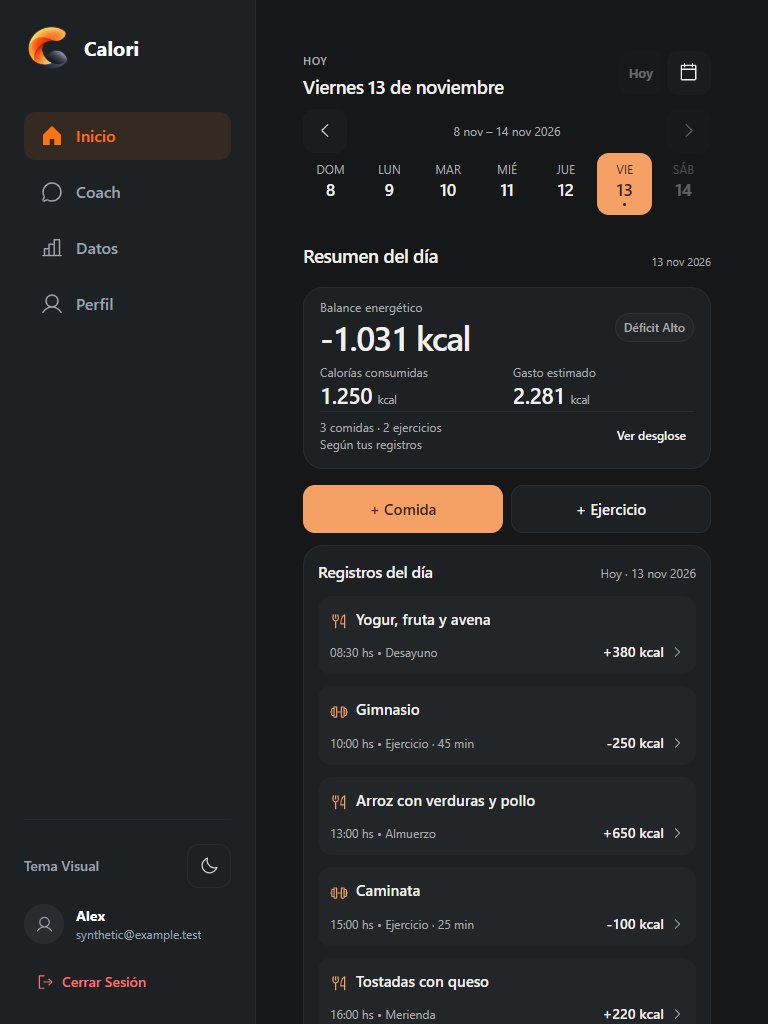 Calori
Inicio
Coach
Datos
Perfil
Tema Visual
Alex
synthetic@example.test
Cerrar Sesión
HOY
Viernes 13 de noviembre
Hoy
8 nov – 14 nov 2026
DOM LUN MAR MIÉ JUE VIE SÁB
8 9 10 11 12 13 14
Resumen del día
13 nov 2026
Balance energético
-1.031 kcal
Déficit Alto
Calorías consumidas Gasto estimado
1.250 kcal 2.281 kcal
3 comidas · 2 ejercicios
Según tus registros
Ver desglose
+ Comida + Ejercicio
Registros del día Hoy · 13 nov 2026
Yogur, fruta y avena
08:30 hs • Desayuno +380 kcal
Gimnasio
10:00 hs • Ejercicio · 45 min -250 kcal
Arroz con verduras y pollo
13:00 hs • Almuerzo +650 kcal
Caminata
15:00 hs • Ejercicio · 25 min -100 kcal
Tostadas con queso
16:00 hs • Merienda +220 kcal